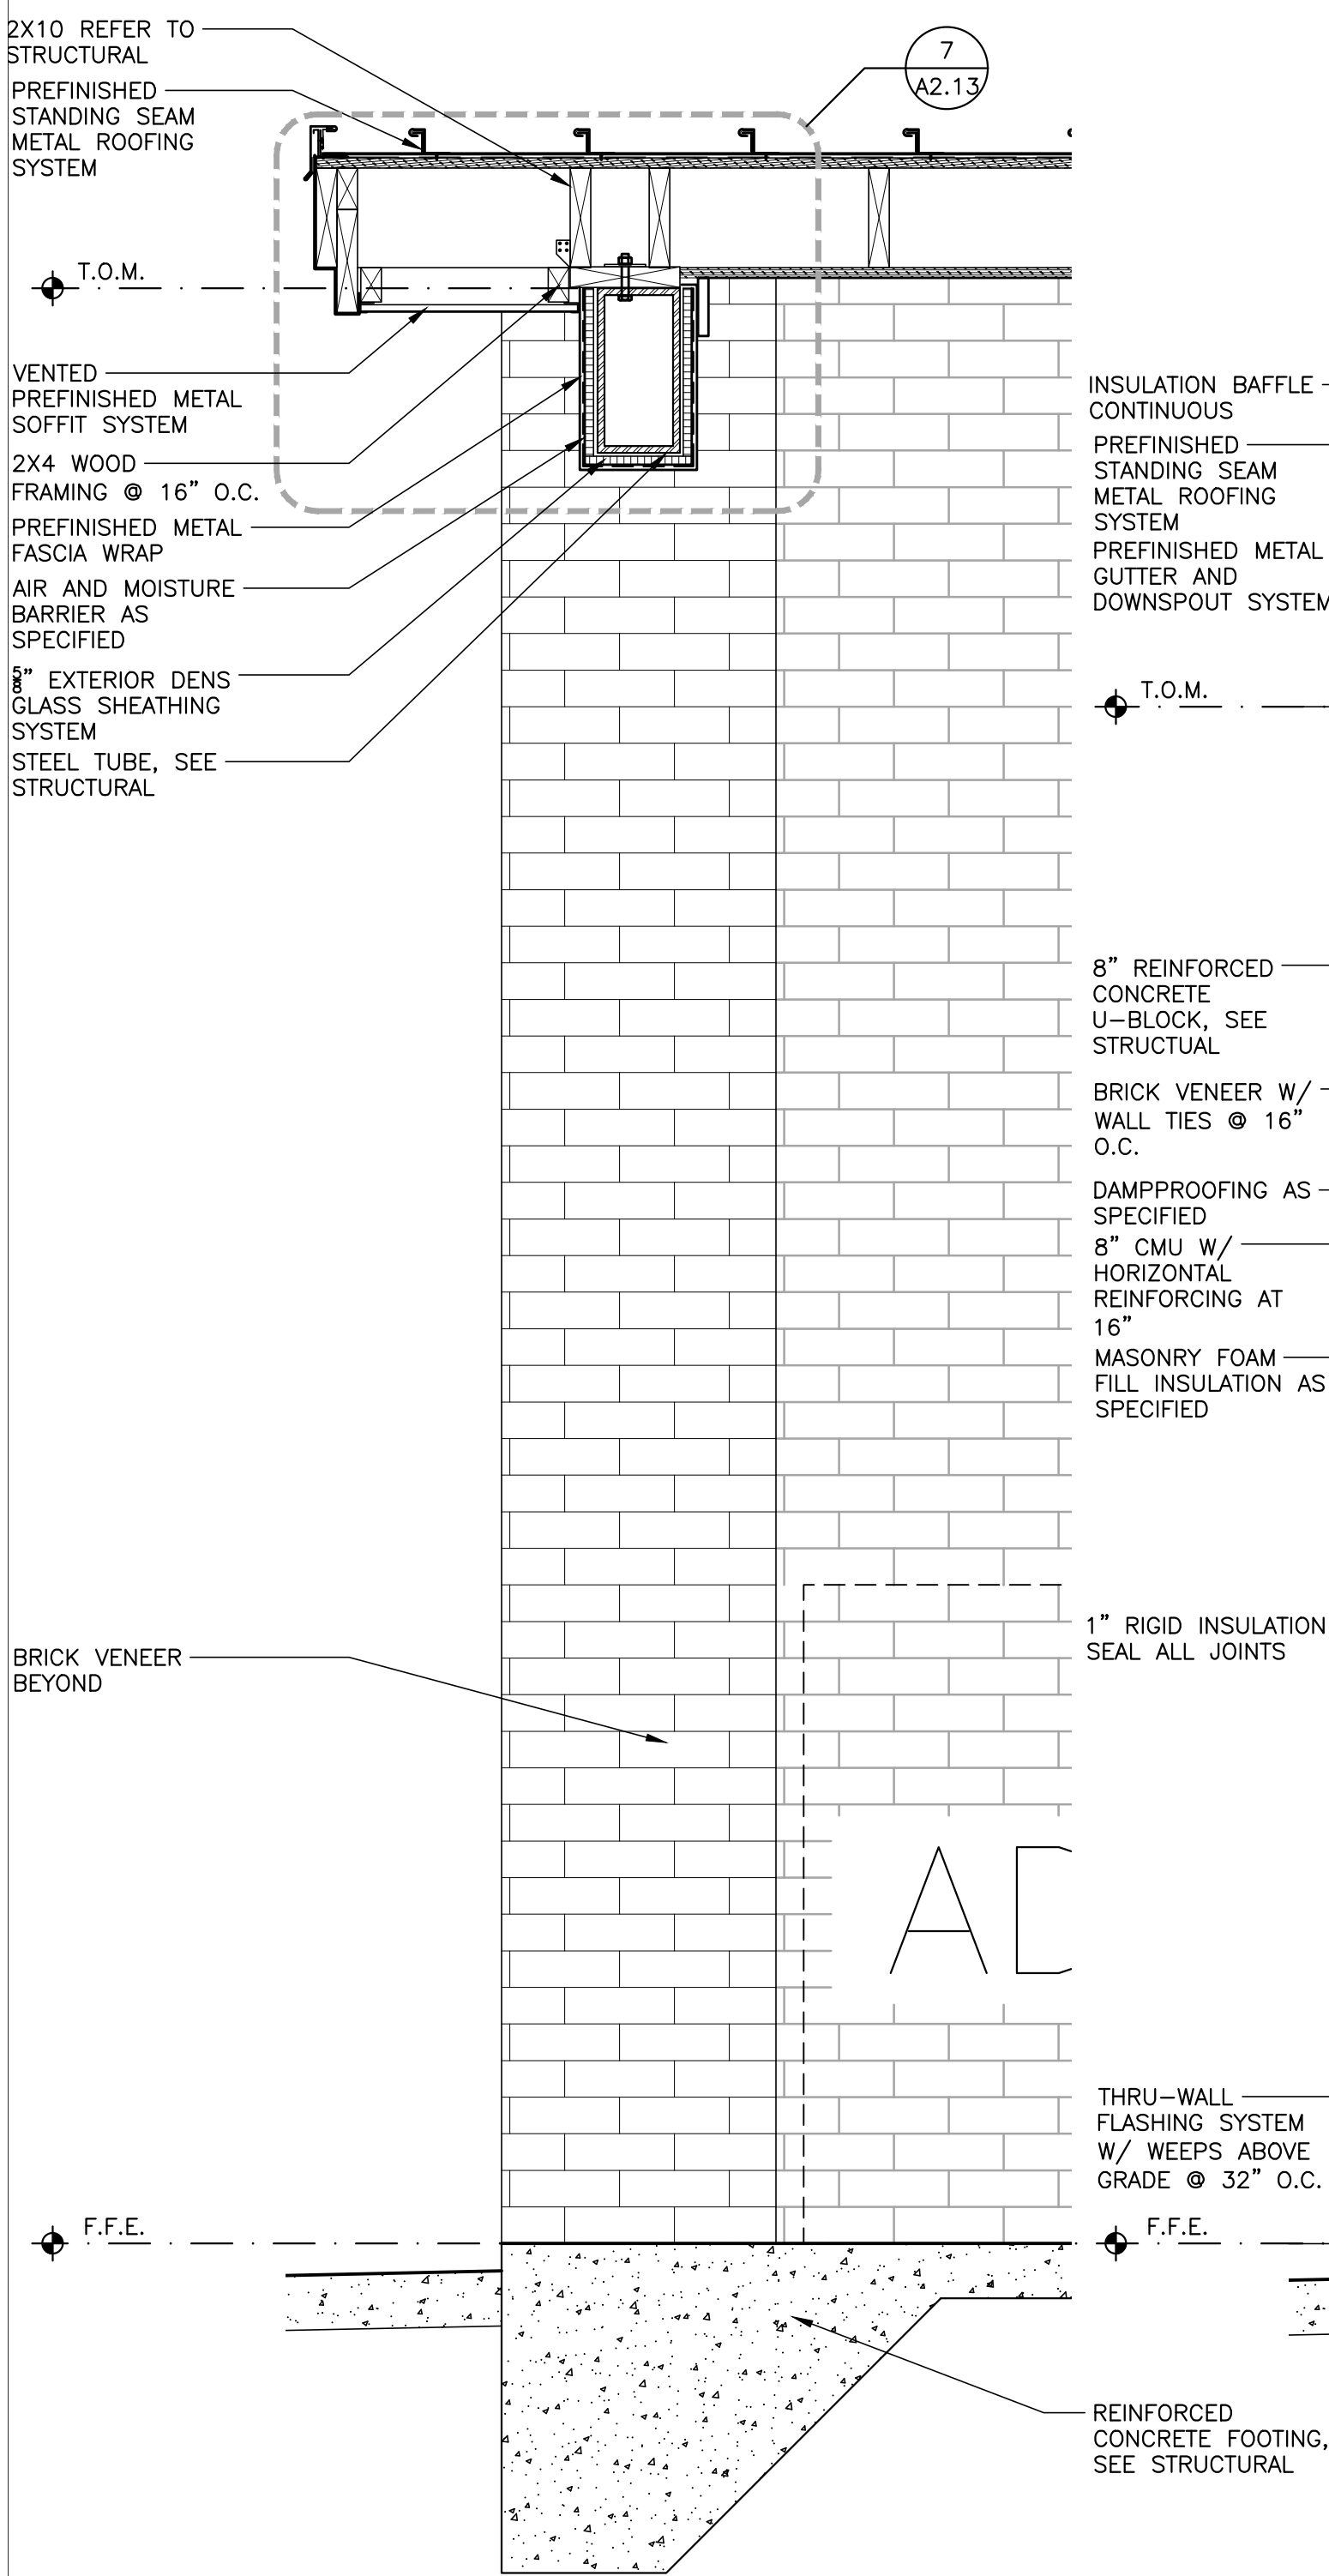 2X10 REFER TO
STRUCTURAL
PREFINISHED
STANDING SEAM
METAL ROOFING
SYSTEM
7
A2.13
T.O.M.
VENTED
PREFINISHED METAL
SOFFIT SYSTEM
2X4 WOOD
FRAMING @ 16" O.C.
PREFINISHED METAL
FASCIA WRAP
AIR AND MOISTURE
BARRIER AS
SPECIFIED
5/8" EXTERIOR DENS
GLASS SHEATHING
SYSTEM
STEEL TUBE, SEE
STRUCTURAL
BRICK VENEER
BEYOND
F.F.E.
AD
INSULATION BAFFLE
CONTINUOUS
PREFINISHED
STANDING SEAM
METAL ROOFING
SYSTEM
PREFINISHED METAL
GUTTER AND
DOWNSPOUT SYSTEM
T.O.M.
8" REINFORCED
CONCRETE
U-BLOCK, SEE
STRUCTUAL
BRICK VENEER W/
WALL TIES @ 16"
O.C.
DAMPPROOFING AS
SPECIFIED
8" CMU W/
HORIZONTAL
REINFORCING AT
16"
MASONRY FOAM
FILL INSULATION AS
SPECIFIED
1" RIGID INSULATION
SEAL ALL JOINTS
THRU-WALL
FLASHING SYSTEM
W/ WEEPS ABOVE
GRADE @ 32" O.C.
F.F.E.
REINFORCED
CONCRETE FOOTING,
SEE STRUCTURAL